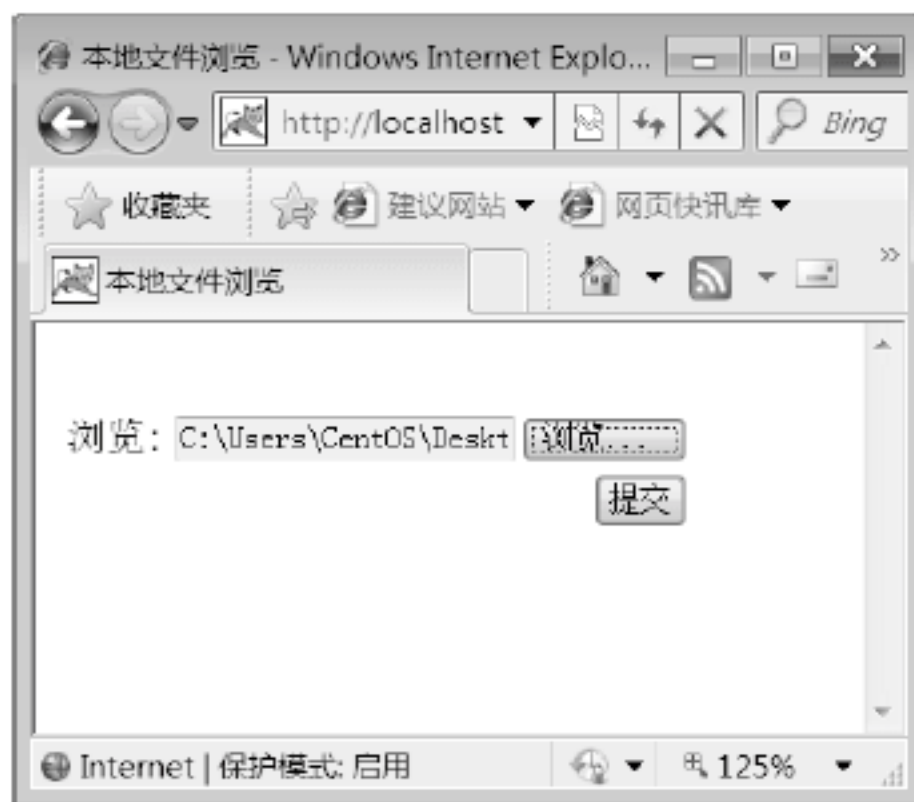 本地文件浏览 - Windows Internet Explo...
http://localhost
Bing
收藏夹 建议网站 网页快讯库
本地文件浏览 »
浏览: C:\Users\CentOS\Deskt 浏览...
提交
Internet | 保护模式: 启用 125%